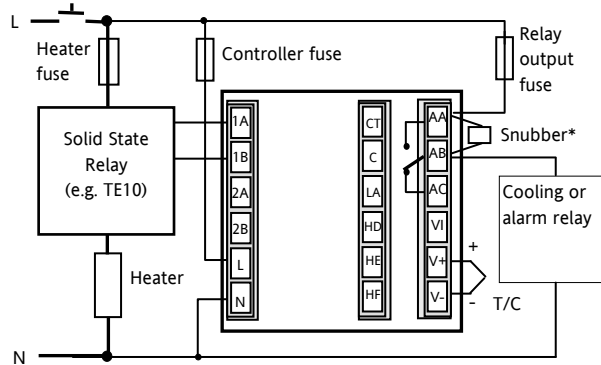 L
Heater
fuse
Controller fuse
Relay
output
fuse
Solid State
Relay
(e.g. TE10)
1A
1B
2A
2B
L
N
CT
C
LA
HD
HE
HF
AA
AB
AC
VI
V+
V-
Snubber*
Cooling or
alarm relay
+
-
T/C
Heater
N